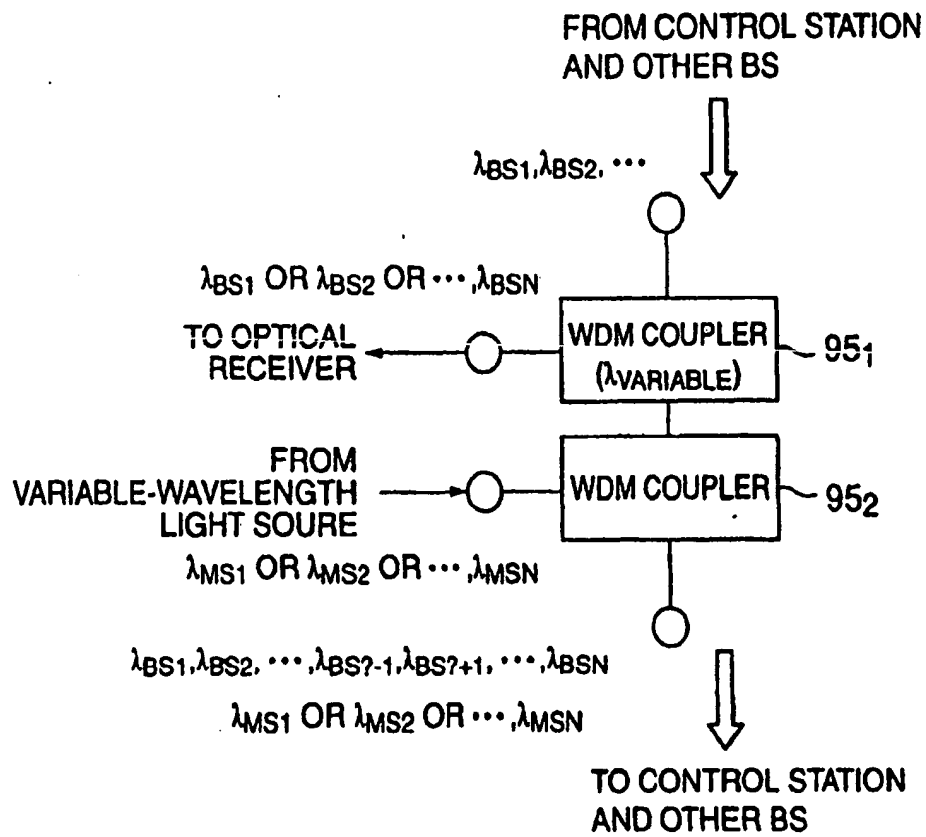 FROM CONTROL STATION
AND OTHER BS
λBS1,λBS2, ···
λBS1 OR λBS2 OR ···,λBSN
TO OPTICAL
RECEIVER
WDM COUPLER
(λVARIABLE)
95₁
FROM
VARIABLE-WAVELENGTH
LIGHT SOURE
WDM COUPLER
95₂
λMS1 OR λMS2 OR ···,λMSN
λBS1,λBS2, ···,λBS?-1,λBS?+1, ···,λBSN
λMS1 OR λMS2 OR ···,λMSN
TO CONTROL STATION
AND OTHER BS